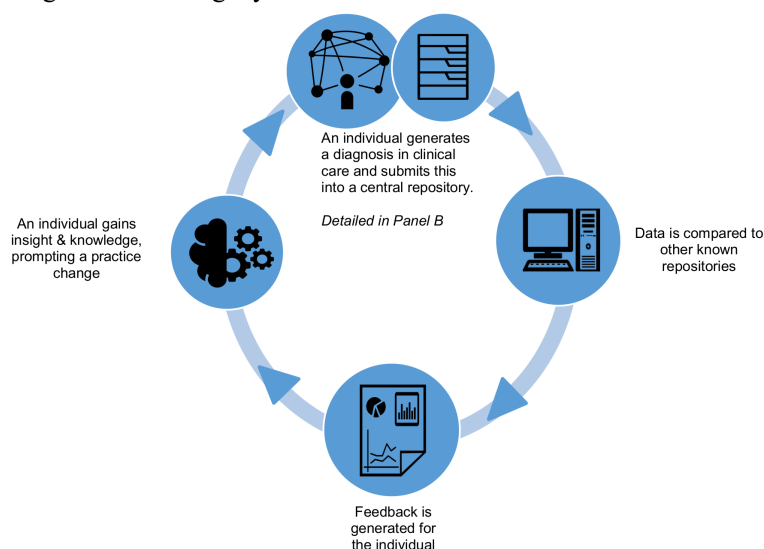 An individual generates
a diagnosis in clinical
care and submits this
into a central repository.
Detailed in Panel B
Data is compared to
other known
repositories
Feedback is
generated for
the individual
An individual gains
insight & knowledge,
prompting a practice
change